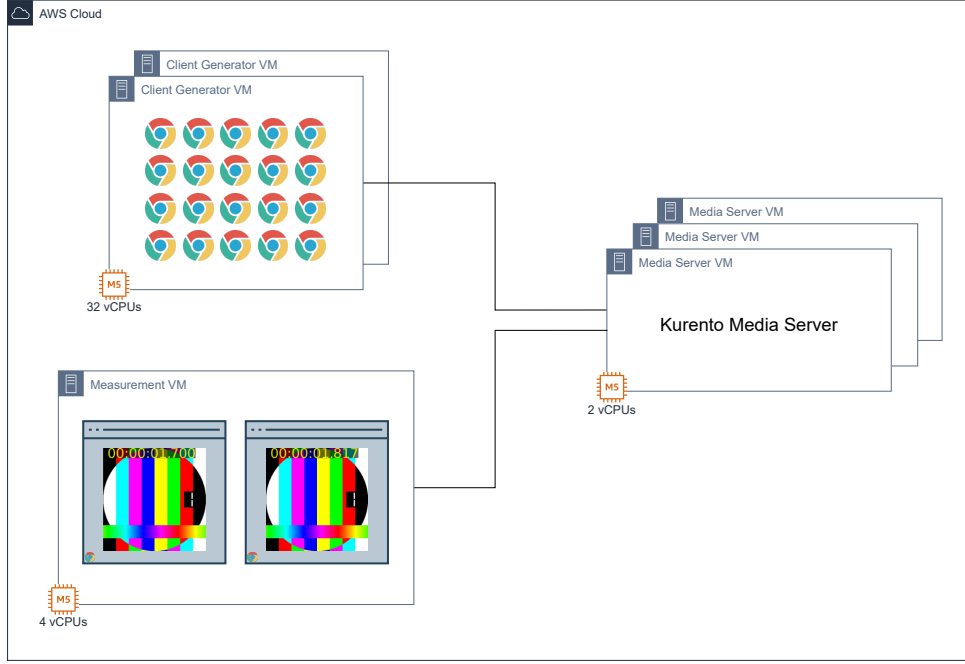 AWS Cloud
Client Generator VM
Client Generator VM
M5
32 vCPUs
Media Server VM
Media Server VM
Media Server VM
Kurento Media Server
M5
2 vCPUs
Measurement VM
00:00:01.700
00:00:01.817
M5
4 vCPUs